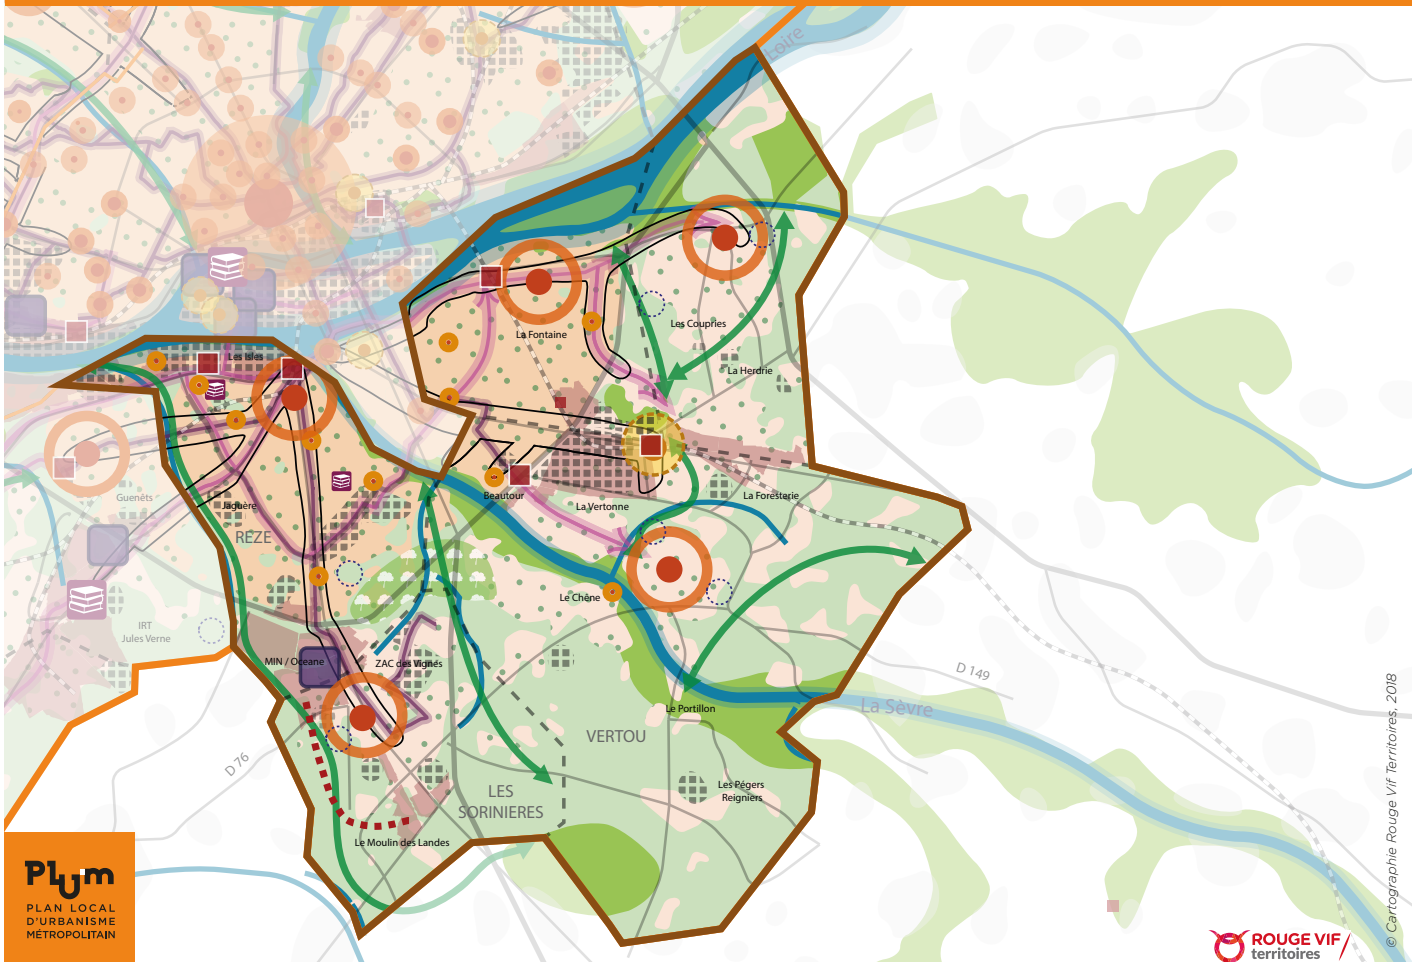 Loire
Les Coupries
La Fontaine
Les Isles
La Herdrie
Guenêts
Jaguère
REZE
Beautour
La Vertonne
La Foresterie
Le Chêne
IRT
Jules Verne
MIN / Océane
ZAC des Vignes
D 149
Le Portillon
La Sèvre
VERTOU
D 76
LES
SORINIERES
Les Pégers
Reigniers
Le Moulin des Landes
PLUm
PLAN LOCAL
D'URBANISME
MÉTROPOLITAIN
© Cartographie Rouge Vif Territoires, 2018
ROUGE VIF
territoires